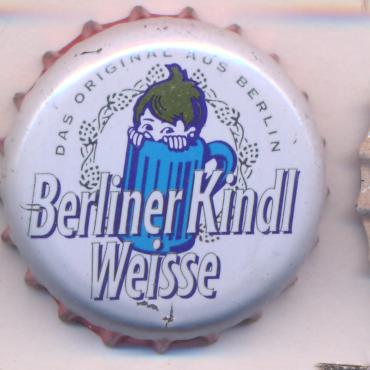 DAS ORIGINAL AUS BERLIN
Berliner Kindl
Weisse